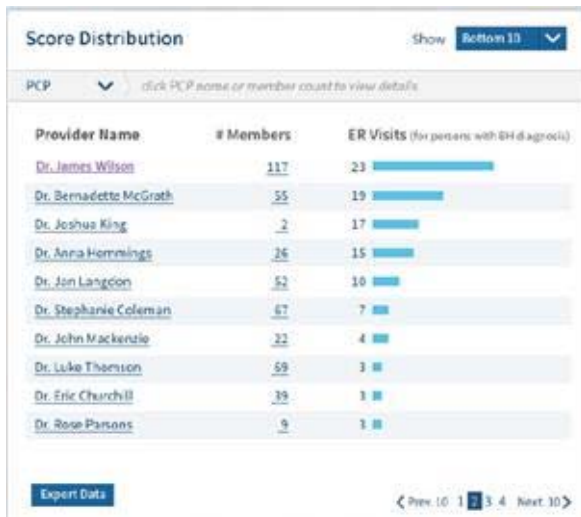 Score Distribution Show Bottom 10
PCP click PCP name or member count to view details
Provider Name # Members ER Visits (for persons with BH diagnosis)
Dr. James Wilson 117 23
Dr. Bernadette McGrath 55 19
Dr. Joshua King 2 17
Dr. Anna Hemmings 26 15
Dr. Jan Langdon 52 10
Dr. Stephanie Coleman 67 7
Dr. John Mackenzie 22 4
Dr. Luke Thomson 69 3
Dr. Eric Churchill 39 3
Dr. Rose Parsons 9 3
Export Data Prev 10 1 2 3 4 Next 10